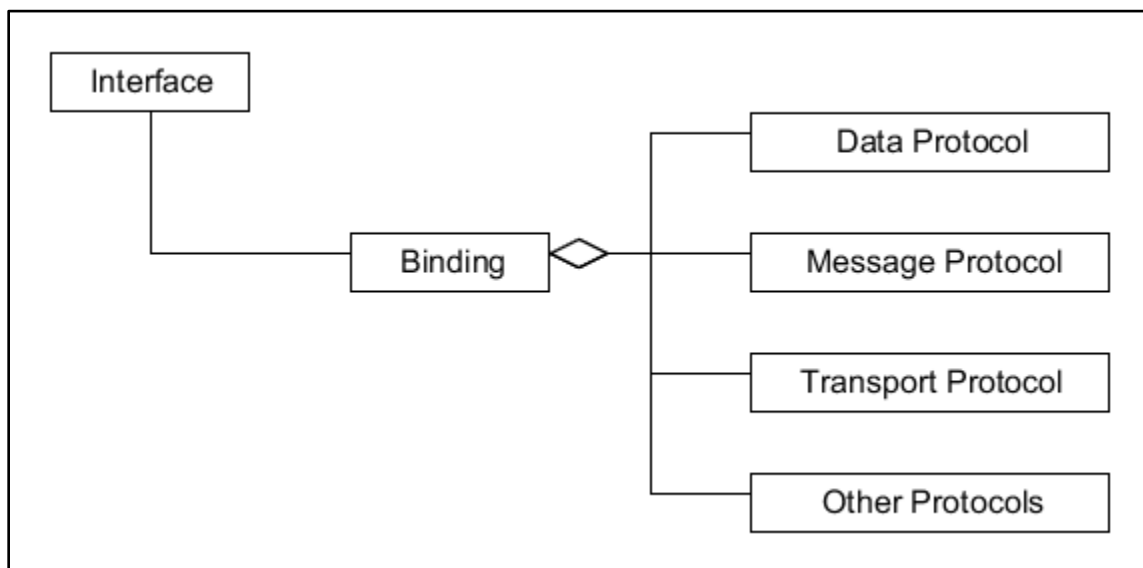 Interface
Data Protocol
Binding
Message Protocol
Transport Protocol
Other Protocols